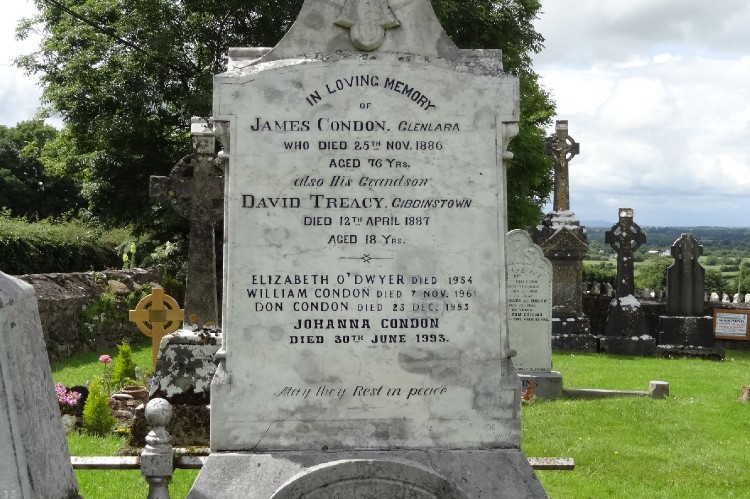 IN LOVING MEMORY
OF
JAMES CONDON. GLENLARA
WHO DIED 25TH NOV. 1886
AGED 76 YRS.
also His Grandson
DAVID TREACY. GIBBINSTOWN
DIED 12TH APRIL 1887
AGED 18 YRS.
ELIZABETH O'DWYER DIED 1954
WILLIAM CONDON DIED 7 NOV. 1961
DON CONDON DIED 23 DEC. 1983
JOHANNA CONDON
DIED 30TH JUNE 1993.
May they Rest in peace